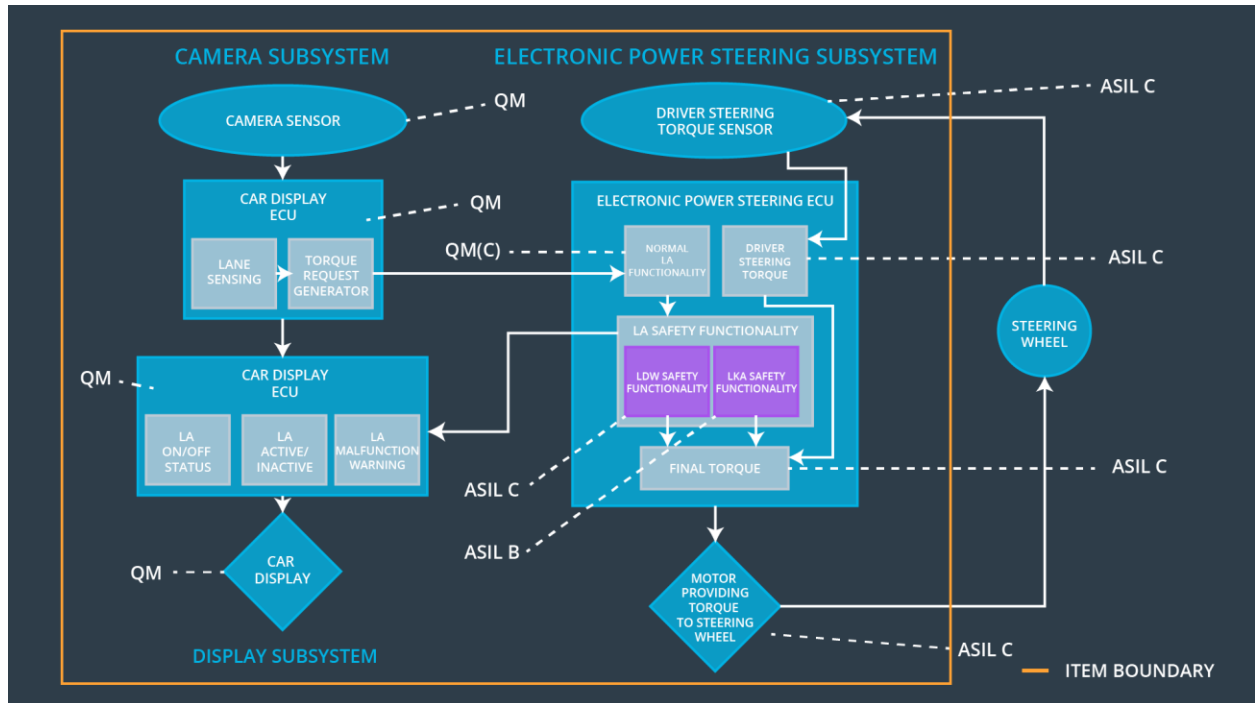 CAMERA SUBSYSTEM
ELECTRONIC POWER STEERING SUBSYSTEM
CAMERA SENSOR
QM
DRIVER STEERING
TORQUE SENSOR
ASIL C
CAR DISPLAY
ECU
QM
LANE
SENSING
TORQUE
REQUEST
GENERATOR
QM(C)
ELECTRONIC POWER STEERING ECU
NORMAL
LA
FUNCTIONALITY
DRIVER
STEERING
TORQUE
ASIL C
STEERING
WHEEL
LA SAFETY FUNCTIONALITY
LDW SAFETY
FUNCTIONALITY
LKA SAFETY
FUNCTIONALITY
QM
CAR DISPLAY
ECU
LA
ON/OFF
STATUS
LA
ACTIVE/
INACTIVE
LA
MALFUNCTION
WARNING
FINAL TORQUE
ASIL C
ASIL C
ASIL B
QM
CAR
DISPLAY
MOTOR
PROVIDING
TORQUE
TO STEERING
WHEEL
ASIL C
DISPLAY SUBSYSTEM
ITEM BOUNDARY